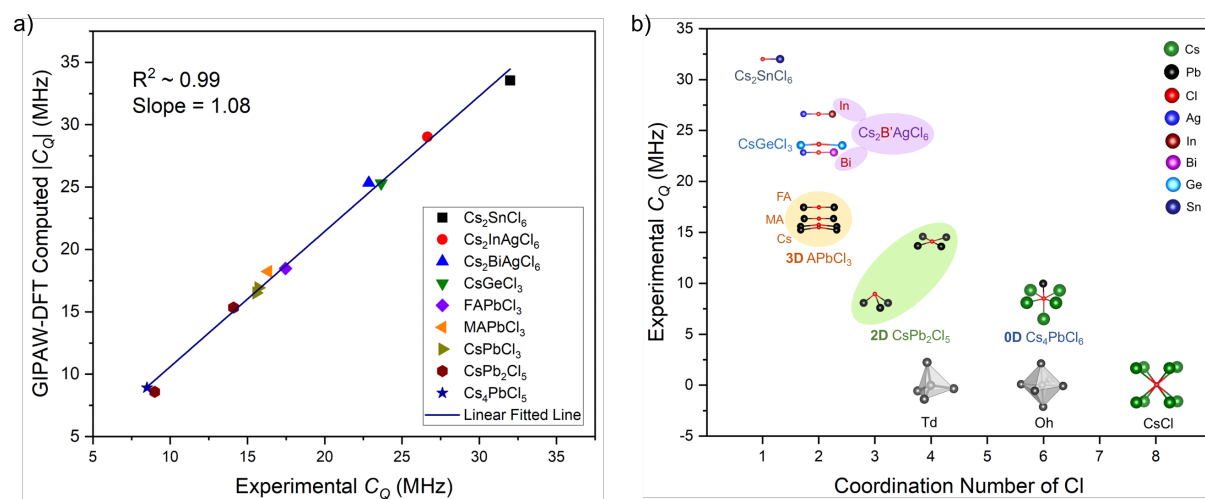 a)
GIPAW-DFT Computed |C_Q| (MHz)
35
30
25
20
15
10
5
R² ~ 0.99
Slope = 1.08
Cs₂SnCl₆
Cs₂InAgCl₆
Cs₂BiAgCl₆
CsGeCl₃
FAPbCl₃
MAPbCl₃
CsPbCl₃
CsPb₂Cl₅
Cs₄PbCl₅
Linear Fitted Line
5 10 15 20 25 30 35
Experimental C_Q (MHz)
b)
Experimental C_Q (MHz)
35
30
25
20
15
10
5
0
-5
Cs₂SnCl₆
In
Cs₂B'AgCl₆
CsGeCl₃
Bi
FA
MA
Cs
3D APbCl₃
2D CsPb₂Cl₅
0D Cs₄PbCl₆
Td
Oh
CsCl
Cs
Pb
Cl
Ag
In
Bi
Ge
Sn
1 2 3 4 5 6 7 8
Coordination Number of Cl